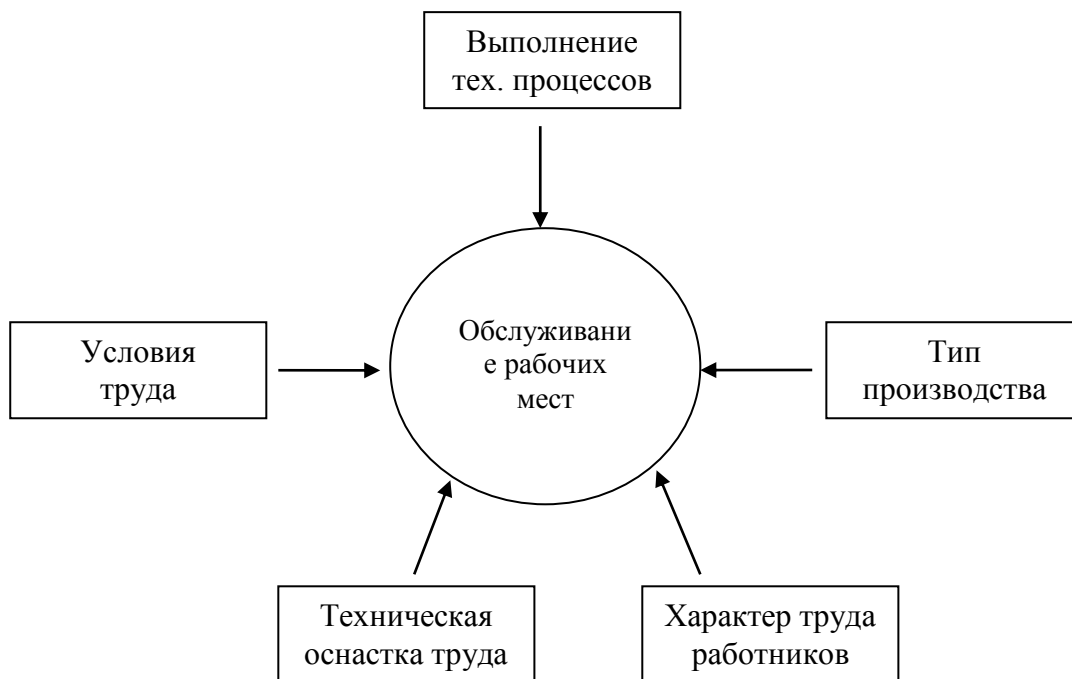 Выполнение
тех. процессов
Условия
труда
Обслуживани
е рабочих
мест
Тип
производства
Техническая
оснастка труда
Характер труда
работников